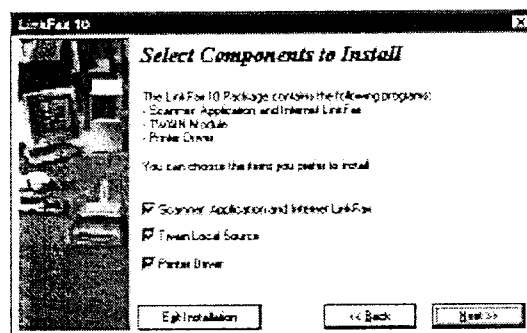 LinkFax 10
Select Components to Install
The LinkFax10 Package contains the following programs:
- Scanner Application and Internet LinkFax
- TWAIN Module
- Printer Driver
You can choose the items you prefer to install
Scanner Application and Internet LinkFax
Twain Local Source
Printer Driver
Exit Installation
<< Back
Next >>